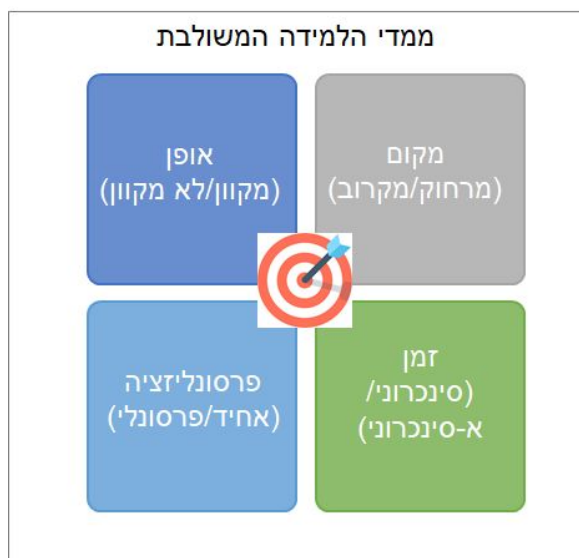 ממדי הלמידה המשולבת
מקום
(מרחוק/מקרוב)
אופן
(מקוון/לא מקוון)
זמן
(סינכרוני/
א-סינכרוני)
פרסונליזציה
(אחיד/פרסונלי)